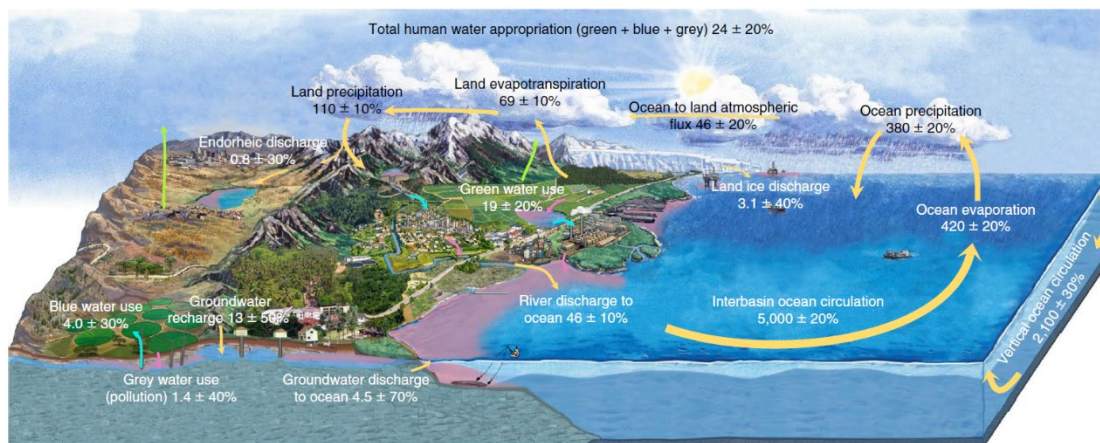 Total human water appropriation (green + blue + grey) 24 ± 20%
Land precipitation
110 ± 10%
Land evapotranspiration
69 ± 10%
Ocean to land atmospheric
flux 46 ± 20%
Ocean precipitation
380 ± 20%
Endorheic discharge
0.8 ± 30%
Green water use
19 ± 20%
Land ice discharge
3.1 ± 40%
Ocean evaporation
420 ± 20%
Vertical ocean circulation
2,100 ± 30%
Blue water use
4.0 ± 30%
Groundwater
recharge 13 ± 50%
River discharge to
ocean 46 ± 10%
Interbasin ocean circulation
5,000 ± 20%
Grey water use
(pollution) 1.4 ± 40%
Groundwater discharge
to ocean 4.5 ± 70%